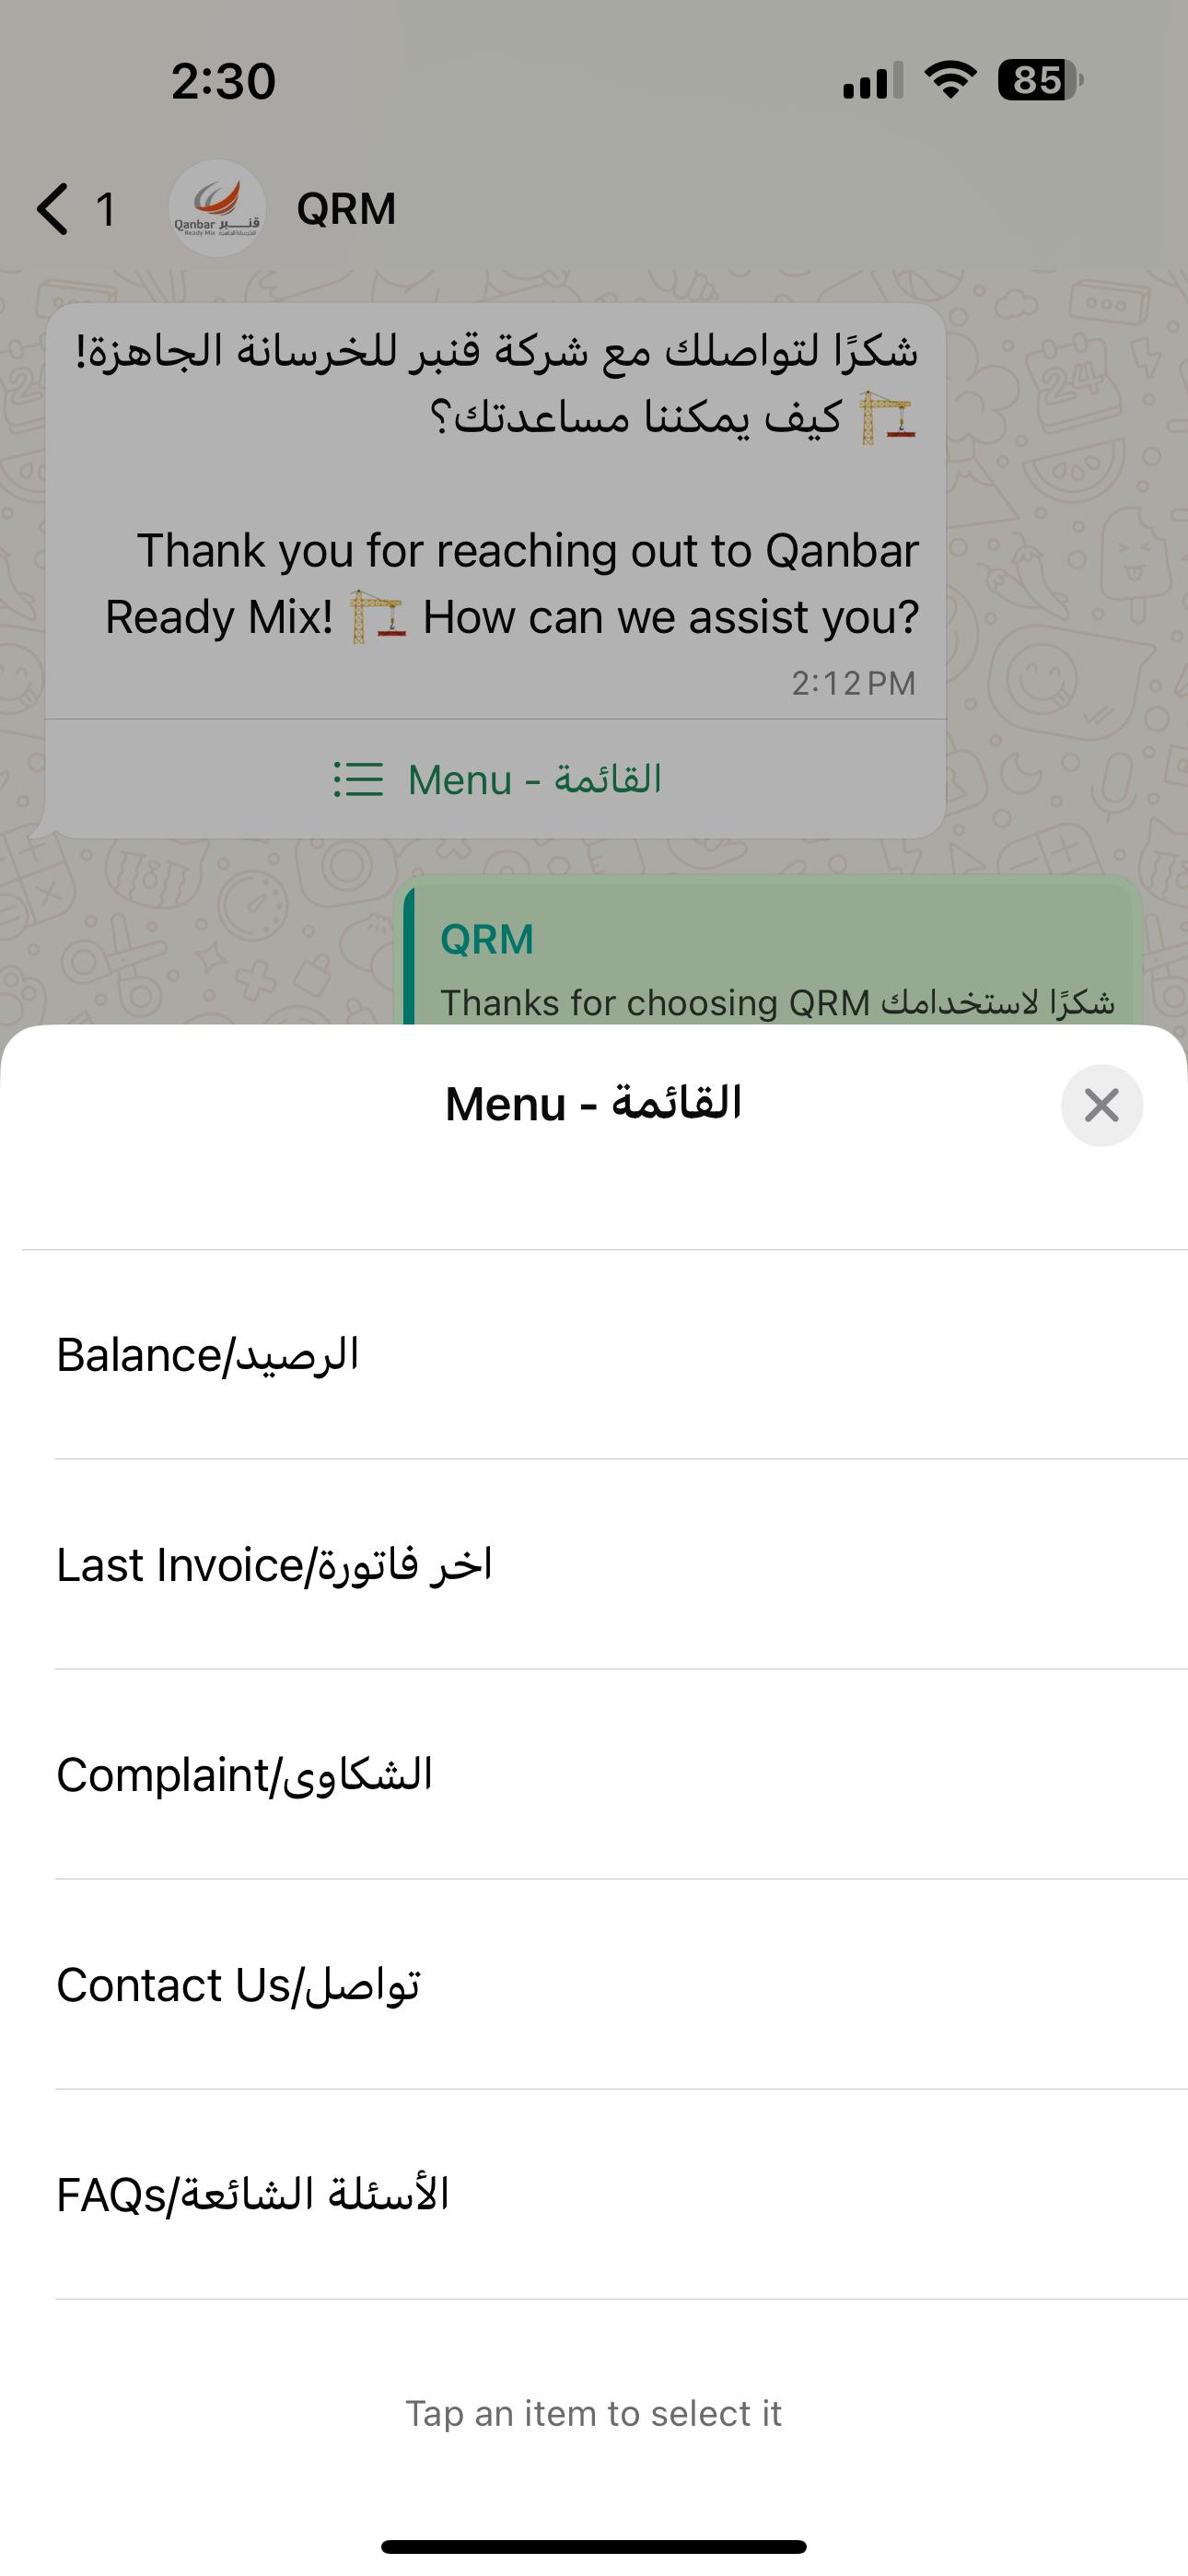 2:30
85
1
Qanbar قنبر
Ready Mix الخرسانة الجاهزة
QRM
شكرًا لتواصلك مع شركة قنبر للخرسانة الجاهزة!
🏗️ كيف يمكننا مساعدتك؟
Thank you for reaching out to Qanbar
Ready Mix! 🏗️ How can we assist you?
2:12 PM
Menu - القائمة
QRM
Thanks for choosing QRM شكرًا لاستخدامك
Menu - القائمة
Balance/الرصيد
Last Invoice/اخر فاتورة
Complaint/الشكاوى
Contact Us/تواصل
FAQs/الأسئلة الشائعة
Tap an item to select it